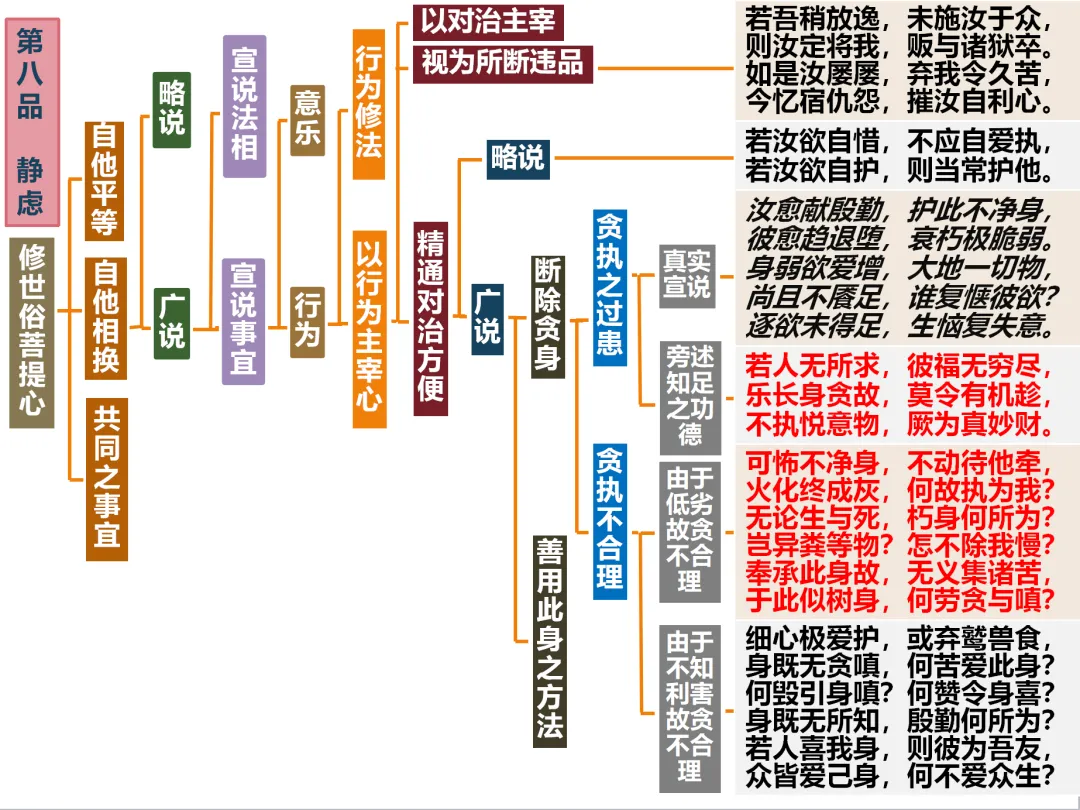 第八品 静虑
修世俗菩提心
自他平等
自他相换
共同之事宜
略说
广说
宣说法相
宣说事宜
意乐
行为
行为修法
以行为主宰心
以对治主宰
视为所断违品
精通对治方便
略说
广说
断除贪身
善用此身之方法
贪执之过患
贪执不合理
真实宣说
旁述知足之功德
由于低劣故贪不合理
由于不知利害故贪不合理
若吾稍放逸，未施汝于众，
则汝定将我，贩与诸狱卒。
如是汝屡屡，弃我令久苦，
今忆宿仇怨，摧汝自利心。
若汝欲自惜，不应自爱执，
若汝欲自护，则当常护他。
汝愈献殷勤，护此不净身，
彼愈趋退堕，衰朽极脆弱。
身弱欲爱增，大地一切物，
尚且不餍足，谁复惬彼欲？
逐欲未得足，生恼复失意。
若人无所求，彼福无穷尽，
乐长身贪故，莫令有机趁，
不执悦意物，厥为真妙财。
可怖不净身，不动待他牵，
火化终成灰，何故执为我？
无论生与死，朽身何所为？
岂异粪等物？怎不除我慢？
奉承此身故，无义集诸苦，
于此似树身，何劳贪与嗔？
细心极爱护，或弃鹫兽食，
身既无贪嗔，何苦爱此身？
何毁引身嗔？何赞令身喜？
身既无所知，殷勤何所为？
若人喜我身，则彼为吾友，
众皆爱己身，何不爱众生？